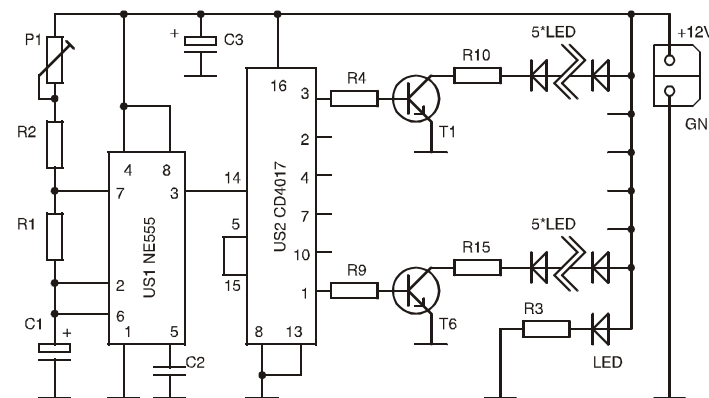 P1
+
C3
5*LED
+12V
R4
R10
16
3
R2
T1
GN
2
4
8
7
3
14
US2 CD4017
4
7
R1
US1 NE555
5
5*LED
R15
10
2
15
R9
1
6
C1
+
R3
T6
1
5
8
13
C2
LED